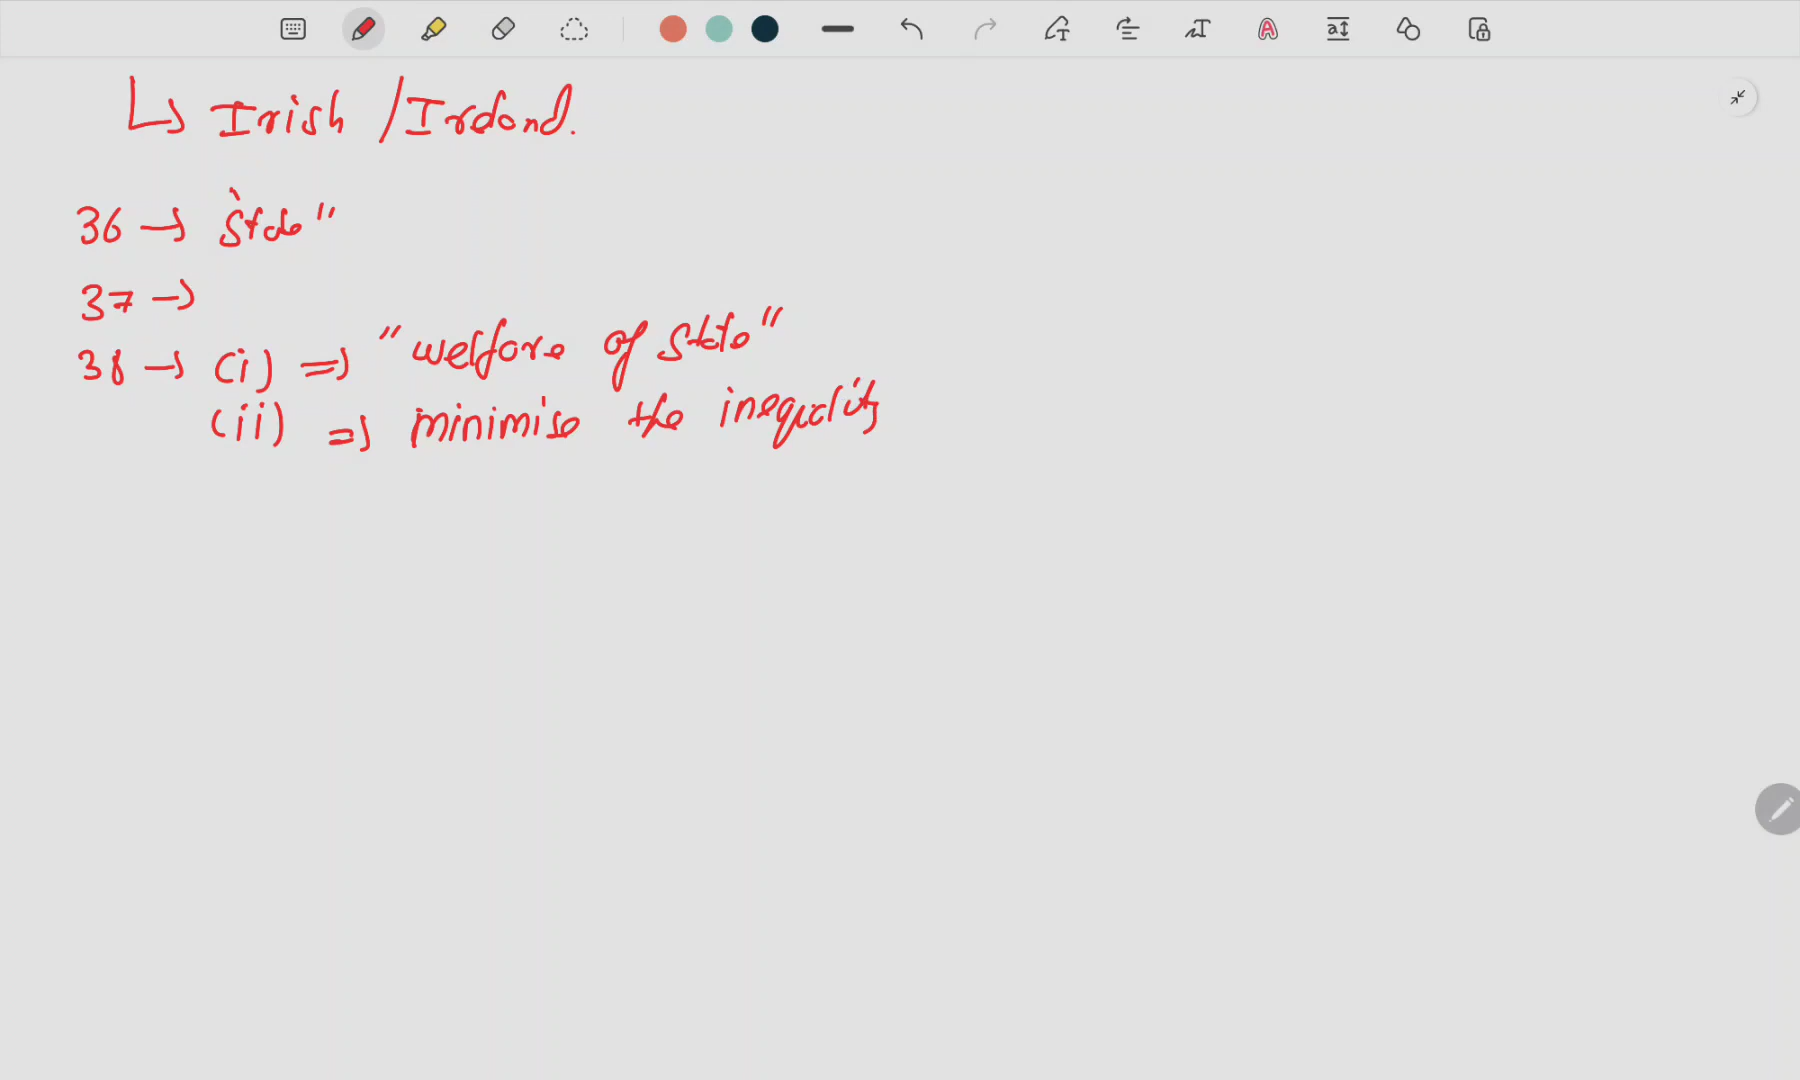 ↳ Irish / Ireland.
36 → "State"
37 →
38 → (i) ⇒ "welfare of state"
(ii) ⇒ minimise the inequality